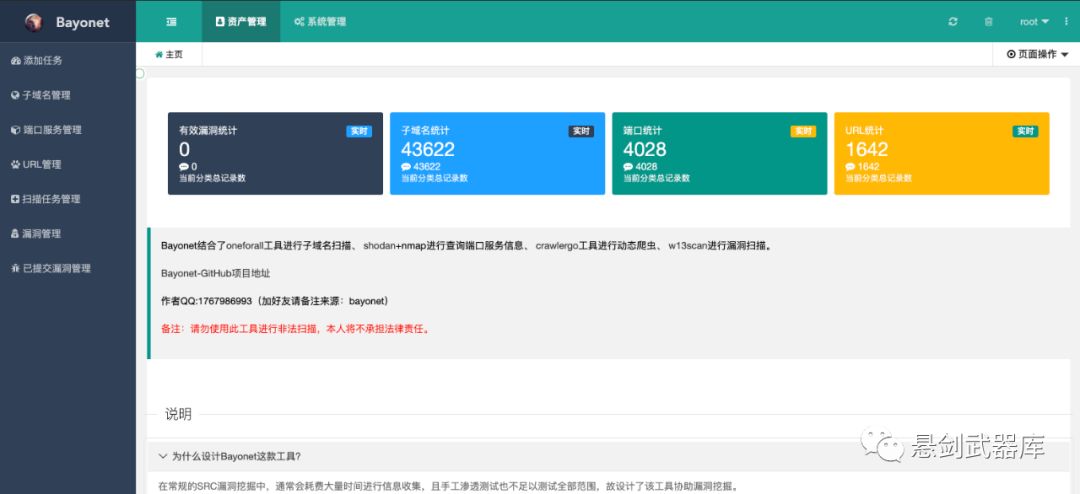 Bayonet
资产管理
系统管理
root
添加任务
子域名管理
端口服务管理
URL管理
扫描任务管理
漏洞管理
已提交漏洞管理
主页
页面操作
有效漏洞统计
实时
0
0
当前分类总记录数
子域名统计
实时
43622
43622
当前分类总记录数
端口统计
实时
4028
4028
当前分类总记录数
URL统计
实时
1642
1642
当前分类总记录数
Bayonet结合了oneforall工具进行子域名扫描、 shodan+nmap进行查询端口服务信息、 crawlergo工具进行动态爬虫、 w13scan进行漏洞扫描。
Bayonet-GitHub项目地址
作者QQ:1767986993（加好友请备注来源：bayonet）
备注：请勿使用此工具进行非法扫描，本人将不承担法律责任。
说明
为什么设计Bayonet这款工具?
在常规的SRC漏洞挖掘中，通常会耗费大量时间进行信息收集，且手工渗透测试也不足以测试全部范围，故设计了该工具协助漏洞挖掘。
悬剑武器库